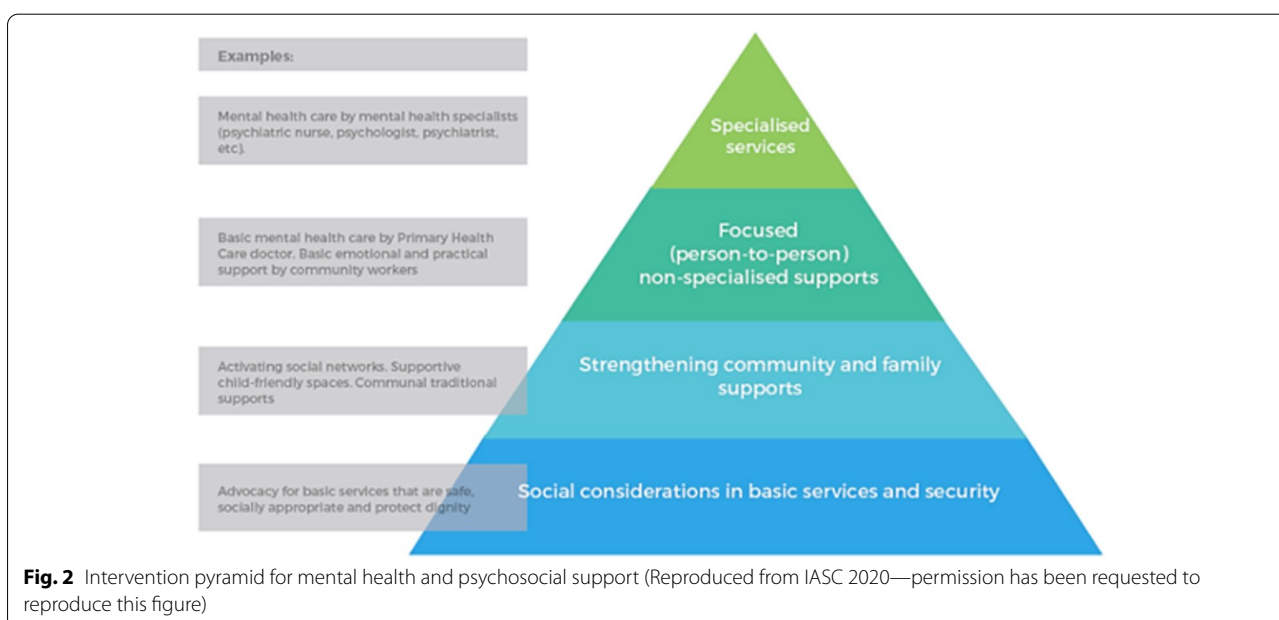 Examples:
Mental health care by mental health specialists
(psychiatric nurse, psychologist, psychiatrist,
etc).
Specialised
services
Basic mental health care by Primary Health
Care doctor. Basic emotional and practical
support by community workers
Focused
(person-to-person)
non-specialised supports
Activating social networks. Supportive
child-friendly spaces. Communal traditional
supports
Strengthening community and family
supports
Advocacy for basic services that are safe,
socially appropriate and protect dignity
Social considerations in basic services and security
Fig. 2 Intervention pyramid for mental health and psychosocial support (Reproduced from IASC 2020—permission has been requested to
reproduce this figure)